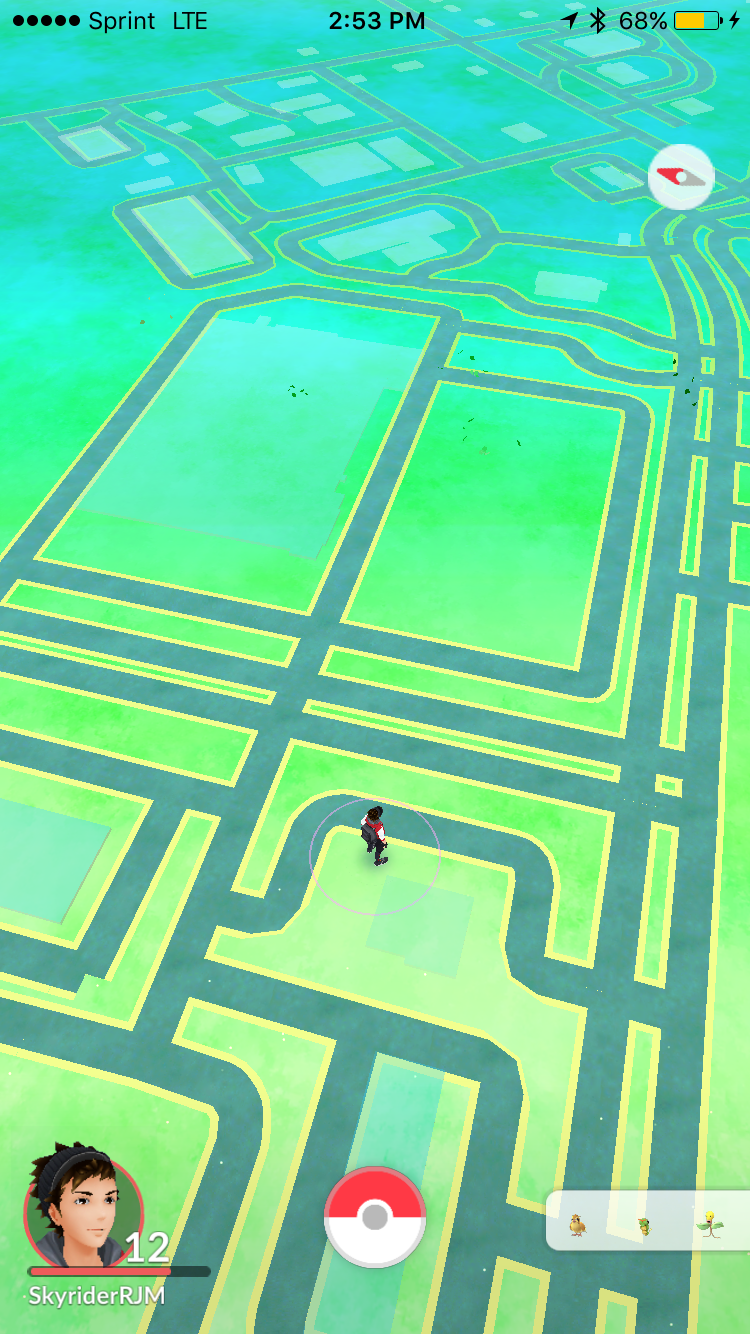 Sprint LTE 2:53 PM 68%
12
SkyriderRJM